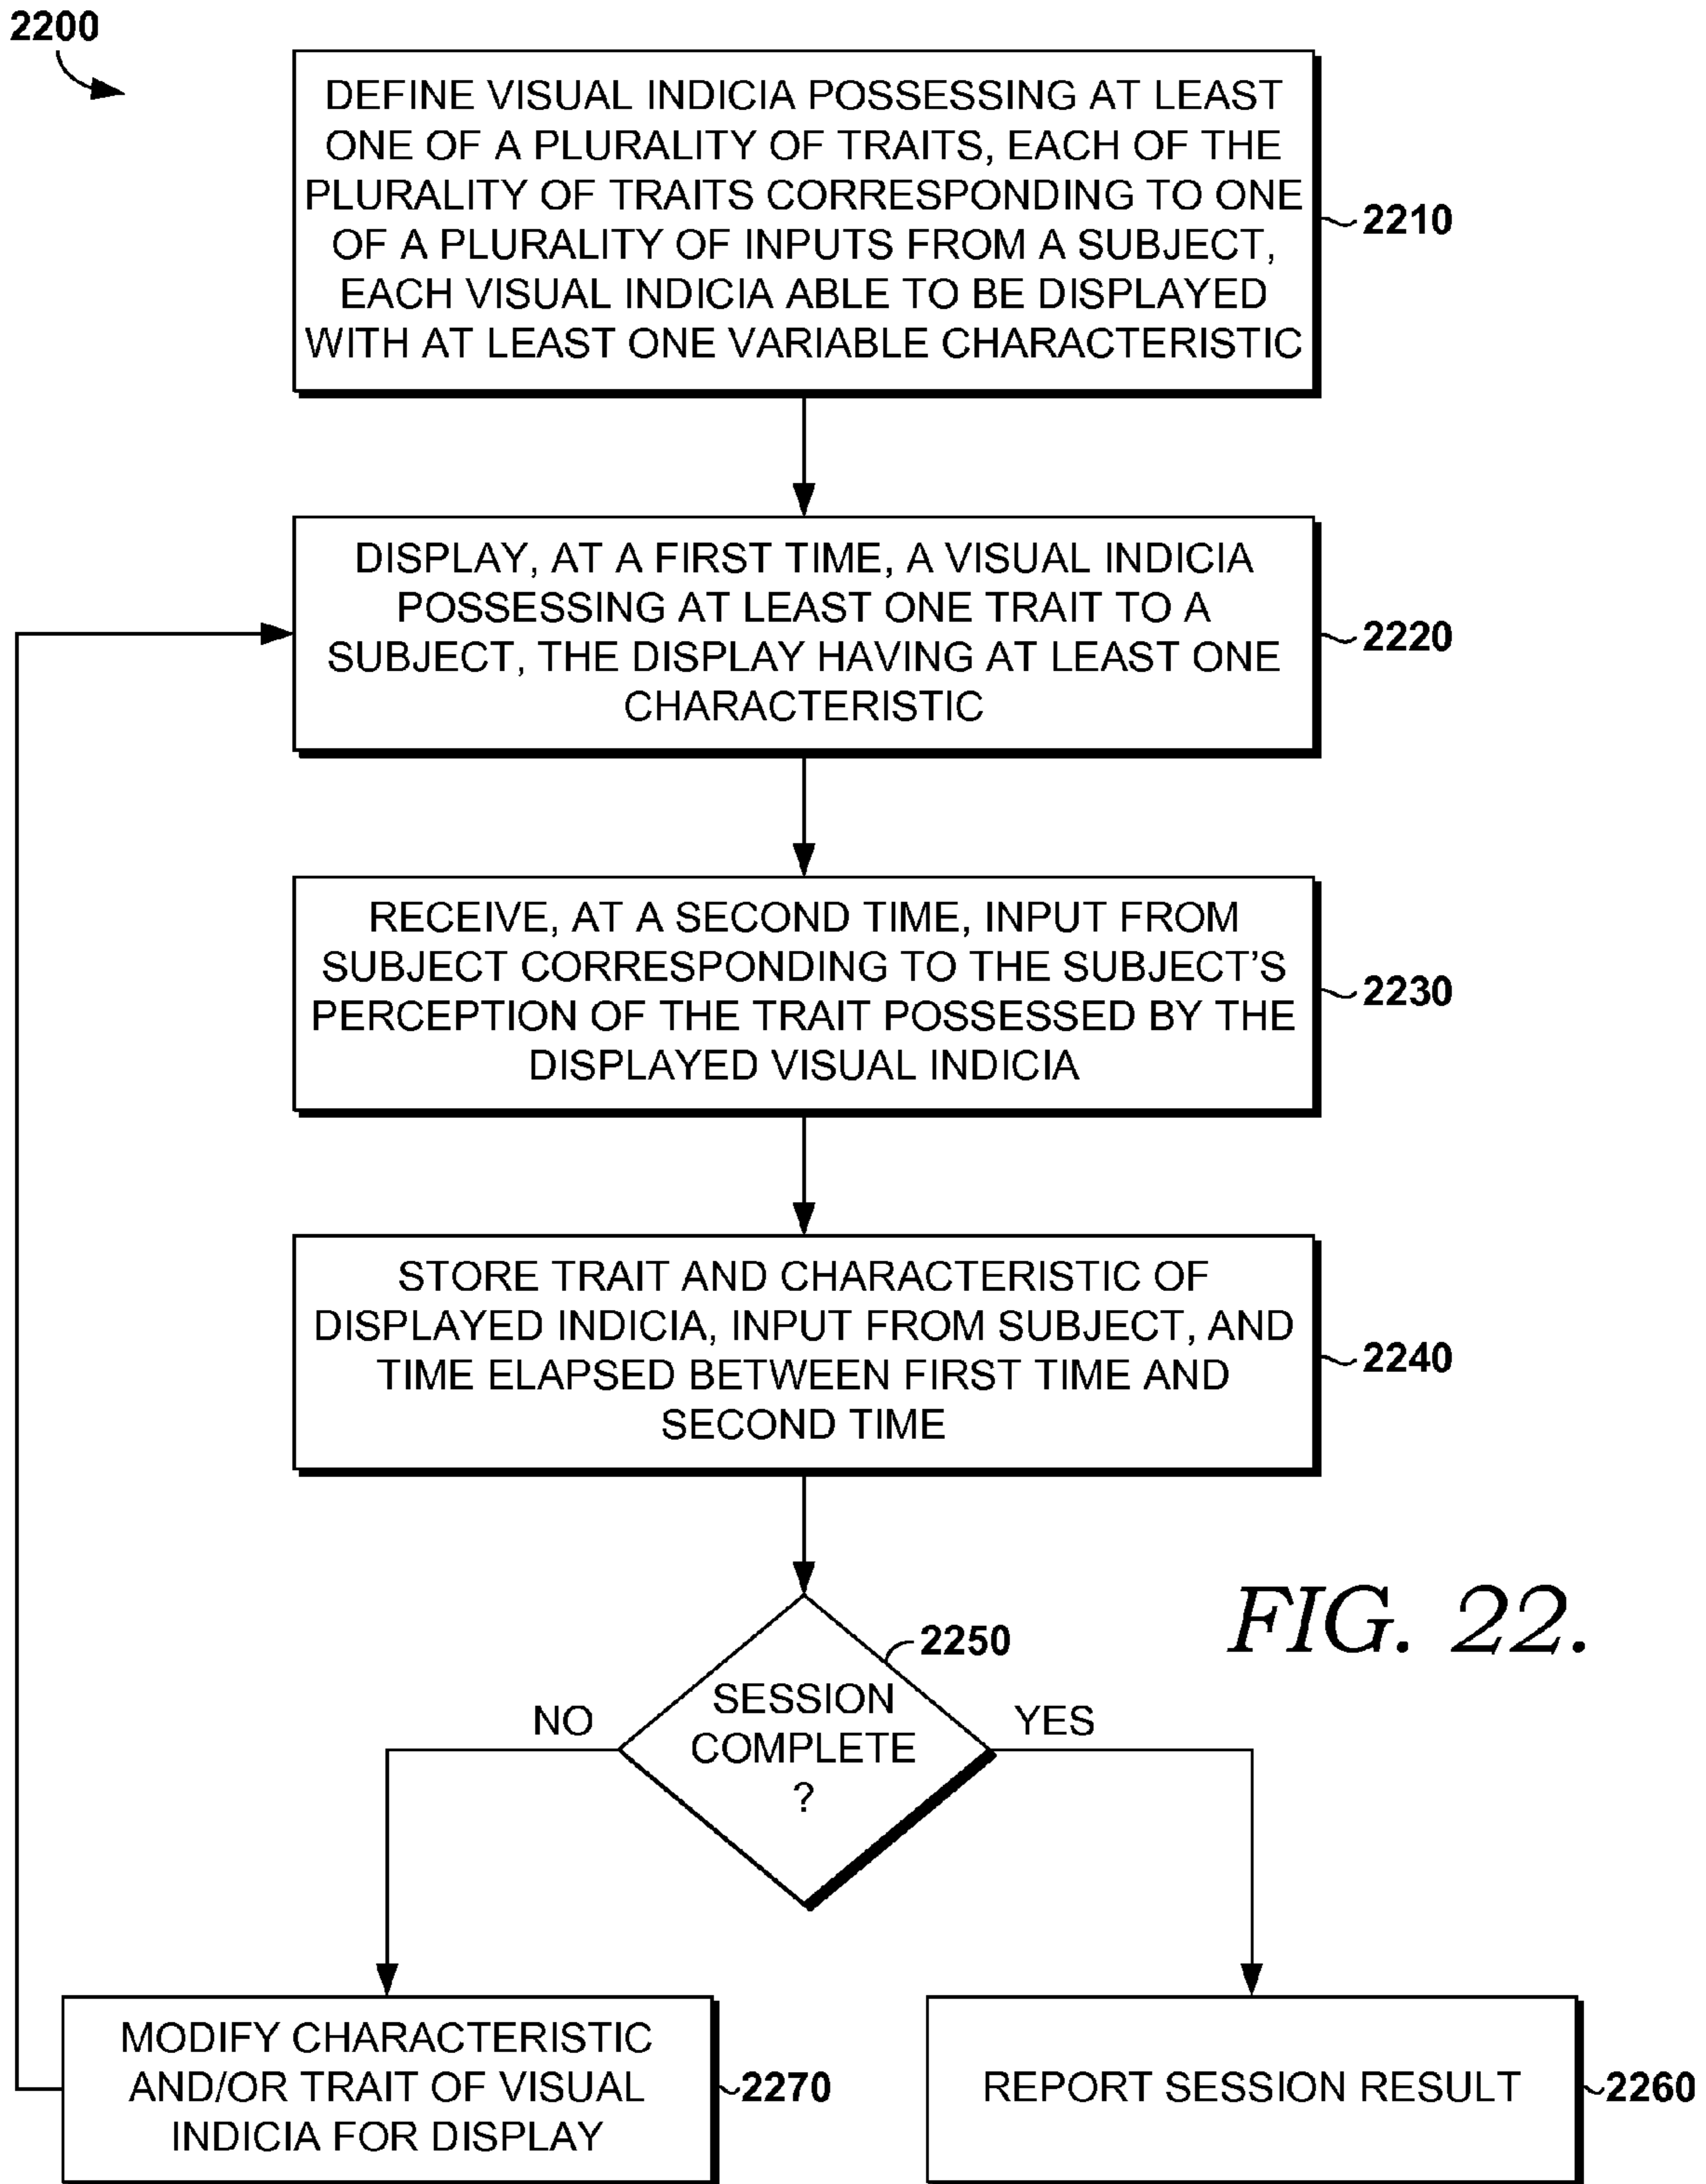 2200
DEFINE VISUAL INDICIA POSSESSING AT LEAST
ONE OF A PLURALITY OF TRAITS, EACH OF THE
PLURALITY OF TRAITS CORRESPONDING TO ONE
OF A PLURALITY OF INPUTS FROM A SUBJECT,
EACH VISUAL INDICIA ABLE TO BE DISPLAYED
WITH AT LEAST ONE VARIABLE CHARACTERISTIC
2210
DISPLAY, AT A FIRST TIME, A VISUAL INDICIA
POSSESSING AT LEAST ONE TRAIT TO A
SUBJECT, THE DISPLAY HAVING AT LEAST ONE
CHARACTERISTIC
2220
RECEIVE, AT A SECOND TIME, INPUT FROM
SUBJECT CORRESPONDING TO THE SUBJECT'S
PERCEPTION OF THE TRAIT POSSESSED BY THE
DISPLAYED VISUAL INDICIA
2230
STORE TRAIT AND CHARACTERISTIC OF
DISPLAYED INDICIA, INPUT FROM SUBJECT, AND
TIME ELAPSED BETWEEN FIRST TIME AND
SECOND TIME
2240
FIG. 22.
2250
SESSION
COMPLETE
?
NO
YES
MODIFY CHARACTERISTIC
AND/OR TRAIT OF VISUAL
INDICIA FOR DISPLAY
2270
REPORT SESSION RESULT
2260